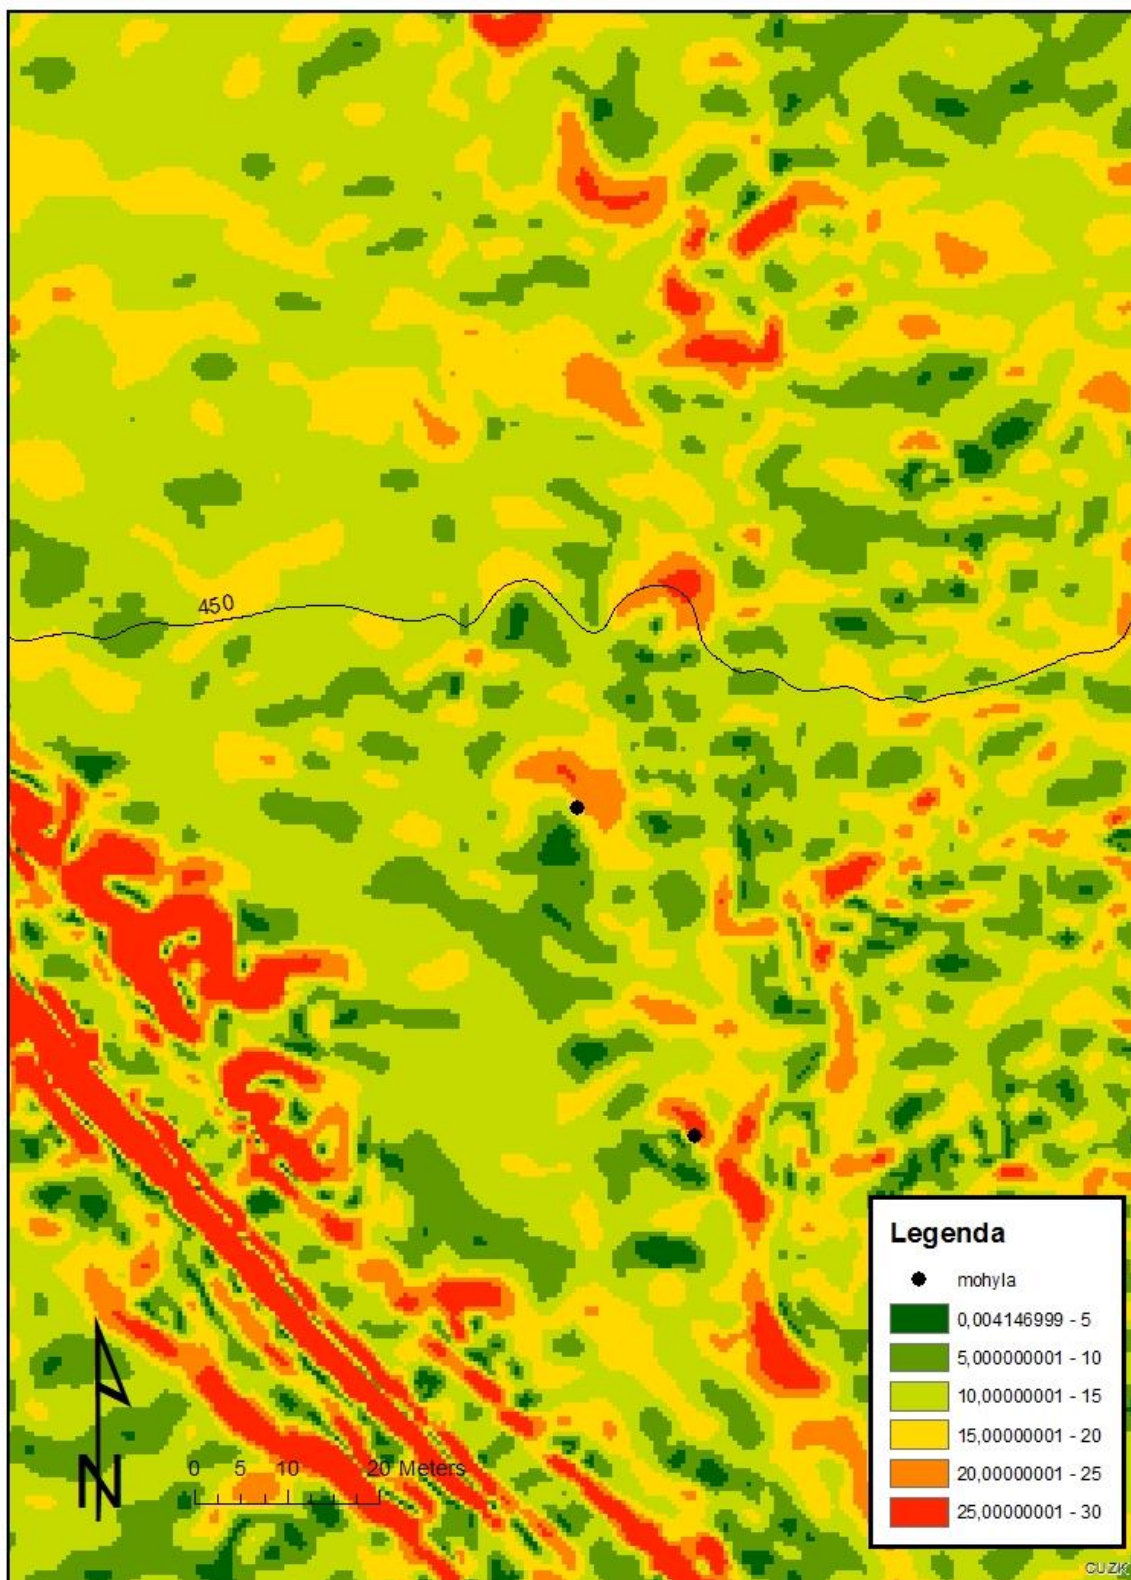 450
Legenda
mohyla
0,004146999 - 5
5,000000001 - 10
10,00000001 - 15
15,00000001 - 20
20,00000001 - 25
25,00000001 - 30
N
0 5 10 20 Meters
CUZK